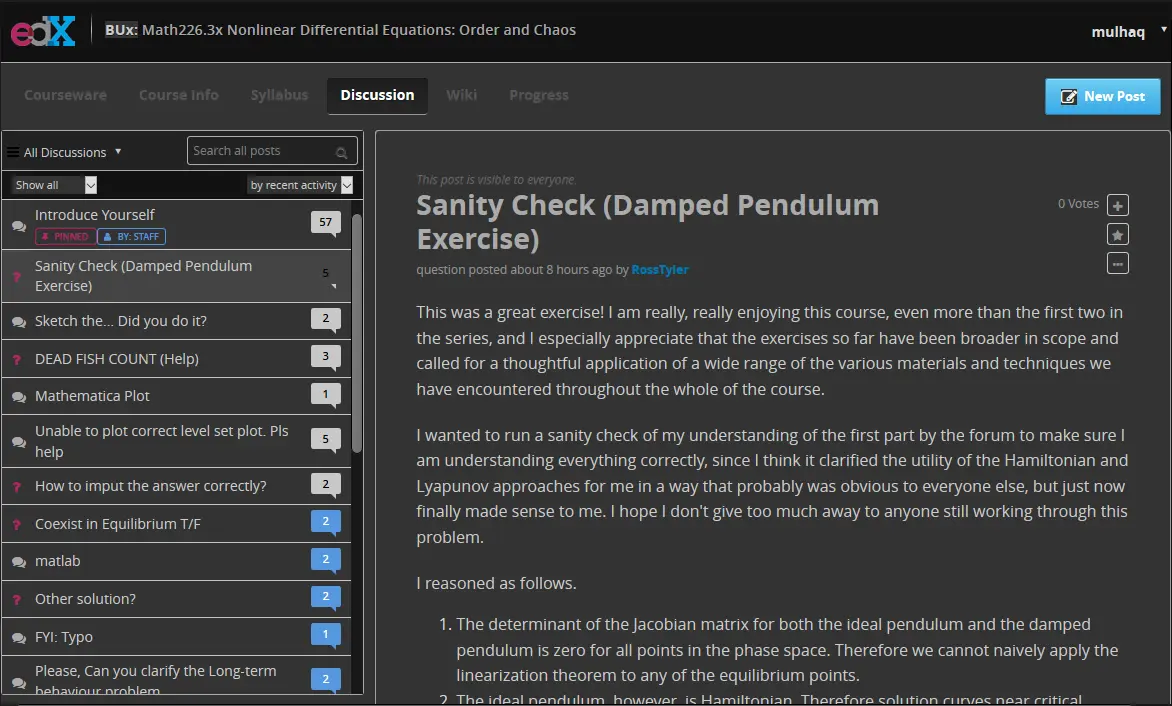 edX
BUx: Math226.3x Nonlinear Differential Equations: Order and Chaos
mulhaq
Courseware
Course Info
Syllabus
Discussion
Wiki
Progress
New Post
All Discussions
Search all posts
Show all
by recent activity
Introduce Yourself
57
PINNED
BY: STAFF
Sanity Check (Damped Pendulum
Exercise)
5
Sketch the... Did you do it?
2
DEAD FISH COUNT (Help)
3
Mathematica Plot
1
Unable to plot correct level set plot. Pls
help
5
How to imput the answer correctly?
2
Coexist in Equilibrium T/F
2
matlab
2
Other solution?
2
FYI: Typo
1
Please, Can you clarify the Long-term
behaviour problem
2
This post is visible to everyone.
Sanity Check (Damped Pendulum
Exercise)
0 Votes
question posted about 8 hours ago by RossTyler
This was a great exercise! I am really, really enjoying this course, even more than the first two in
the series, and I especially appreciate that the exercises so far have been broader in scope and
called for a thoughtful application of a wide range of the various materials and techniques we
have encountered throughout the whole of the course.
I wanted to run a sanity check of my understanding of the first part by the forum to make sure I
am understanding everything correctly, since I think it clarified the utility of the Hamiltonian and
Lyapunov approaches for me in a way that probably was obvious to everyone else, but just now
finally made sense to me. I hope I don't give too much away to anyone still working through this
problem.
I reasoned as follows.
1. The determinant of the Jacobian matrix for both the ideal pendulum and the damped
pendulum is zero for all points in the phase space. Therefore we cannot naively apply the
linearization theorem to any of the equilibrium points.
2. The ideal pendulum, however, is Hamiltonian. Therefore solution curves near critical